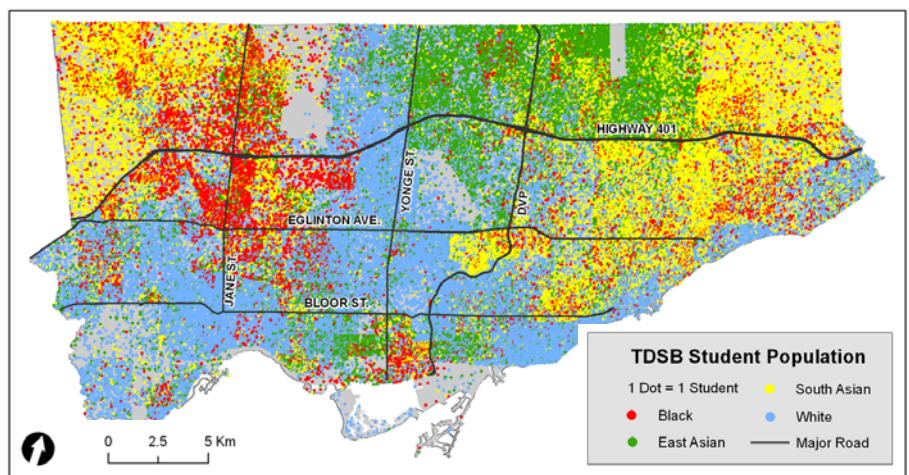 HIGHWAY 401
YONGE ST.
DVP
EGLINTON AVE.
JANE ST.
BLOOR ST.
TDSB Student Population
1 Dot = 1 Student
South Asian
Black
White
East Asian
Major Road
0 2.5 5 Km